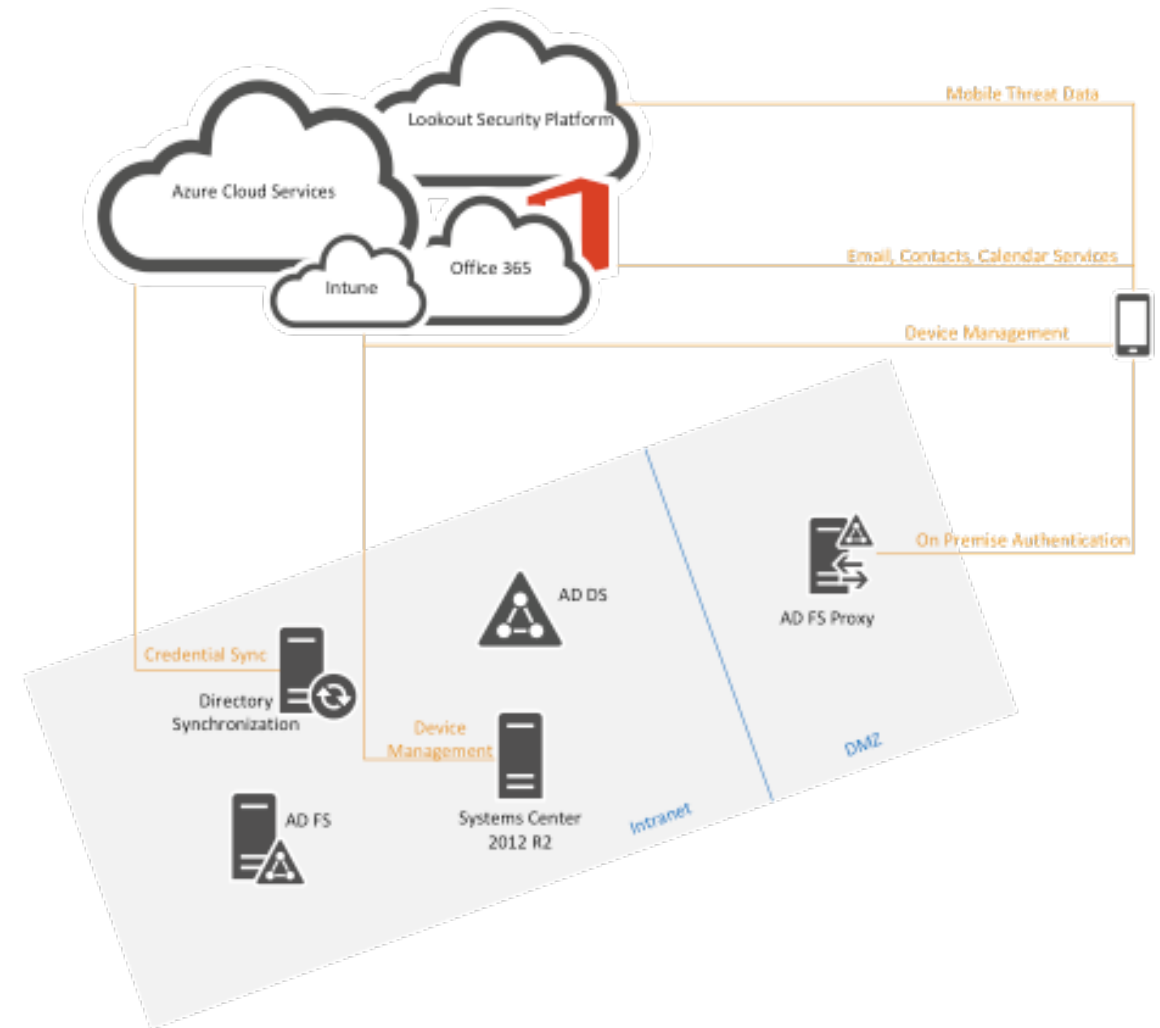 Mobile Threat Data
Lookout Security Platform
Azure Cloud Services
Email, Contacts, Calendar Services
Office 365
Intune
Device Management
On Premise Authentication
AD DS
AD FS Proxy
Credential Sync
Directory
Synchronization
Device
Management
DMZ
Systems Center
2012 R2
Intranet
AD FS